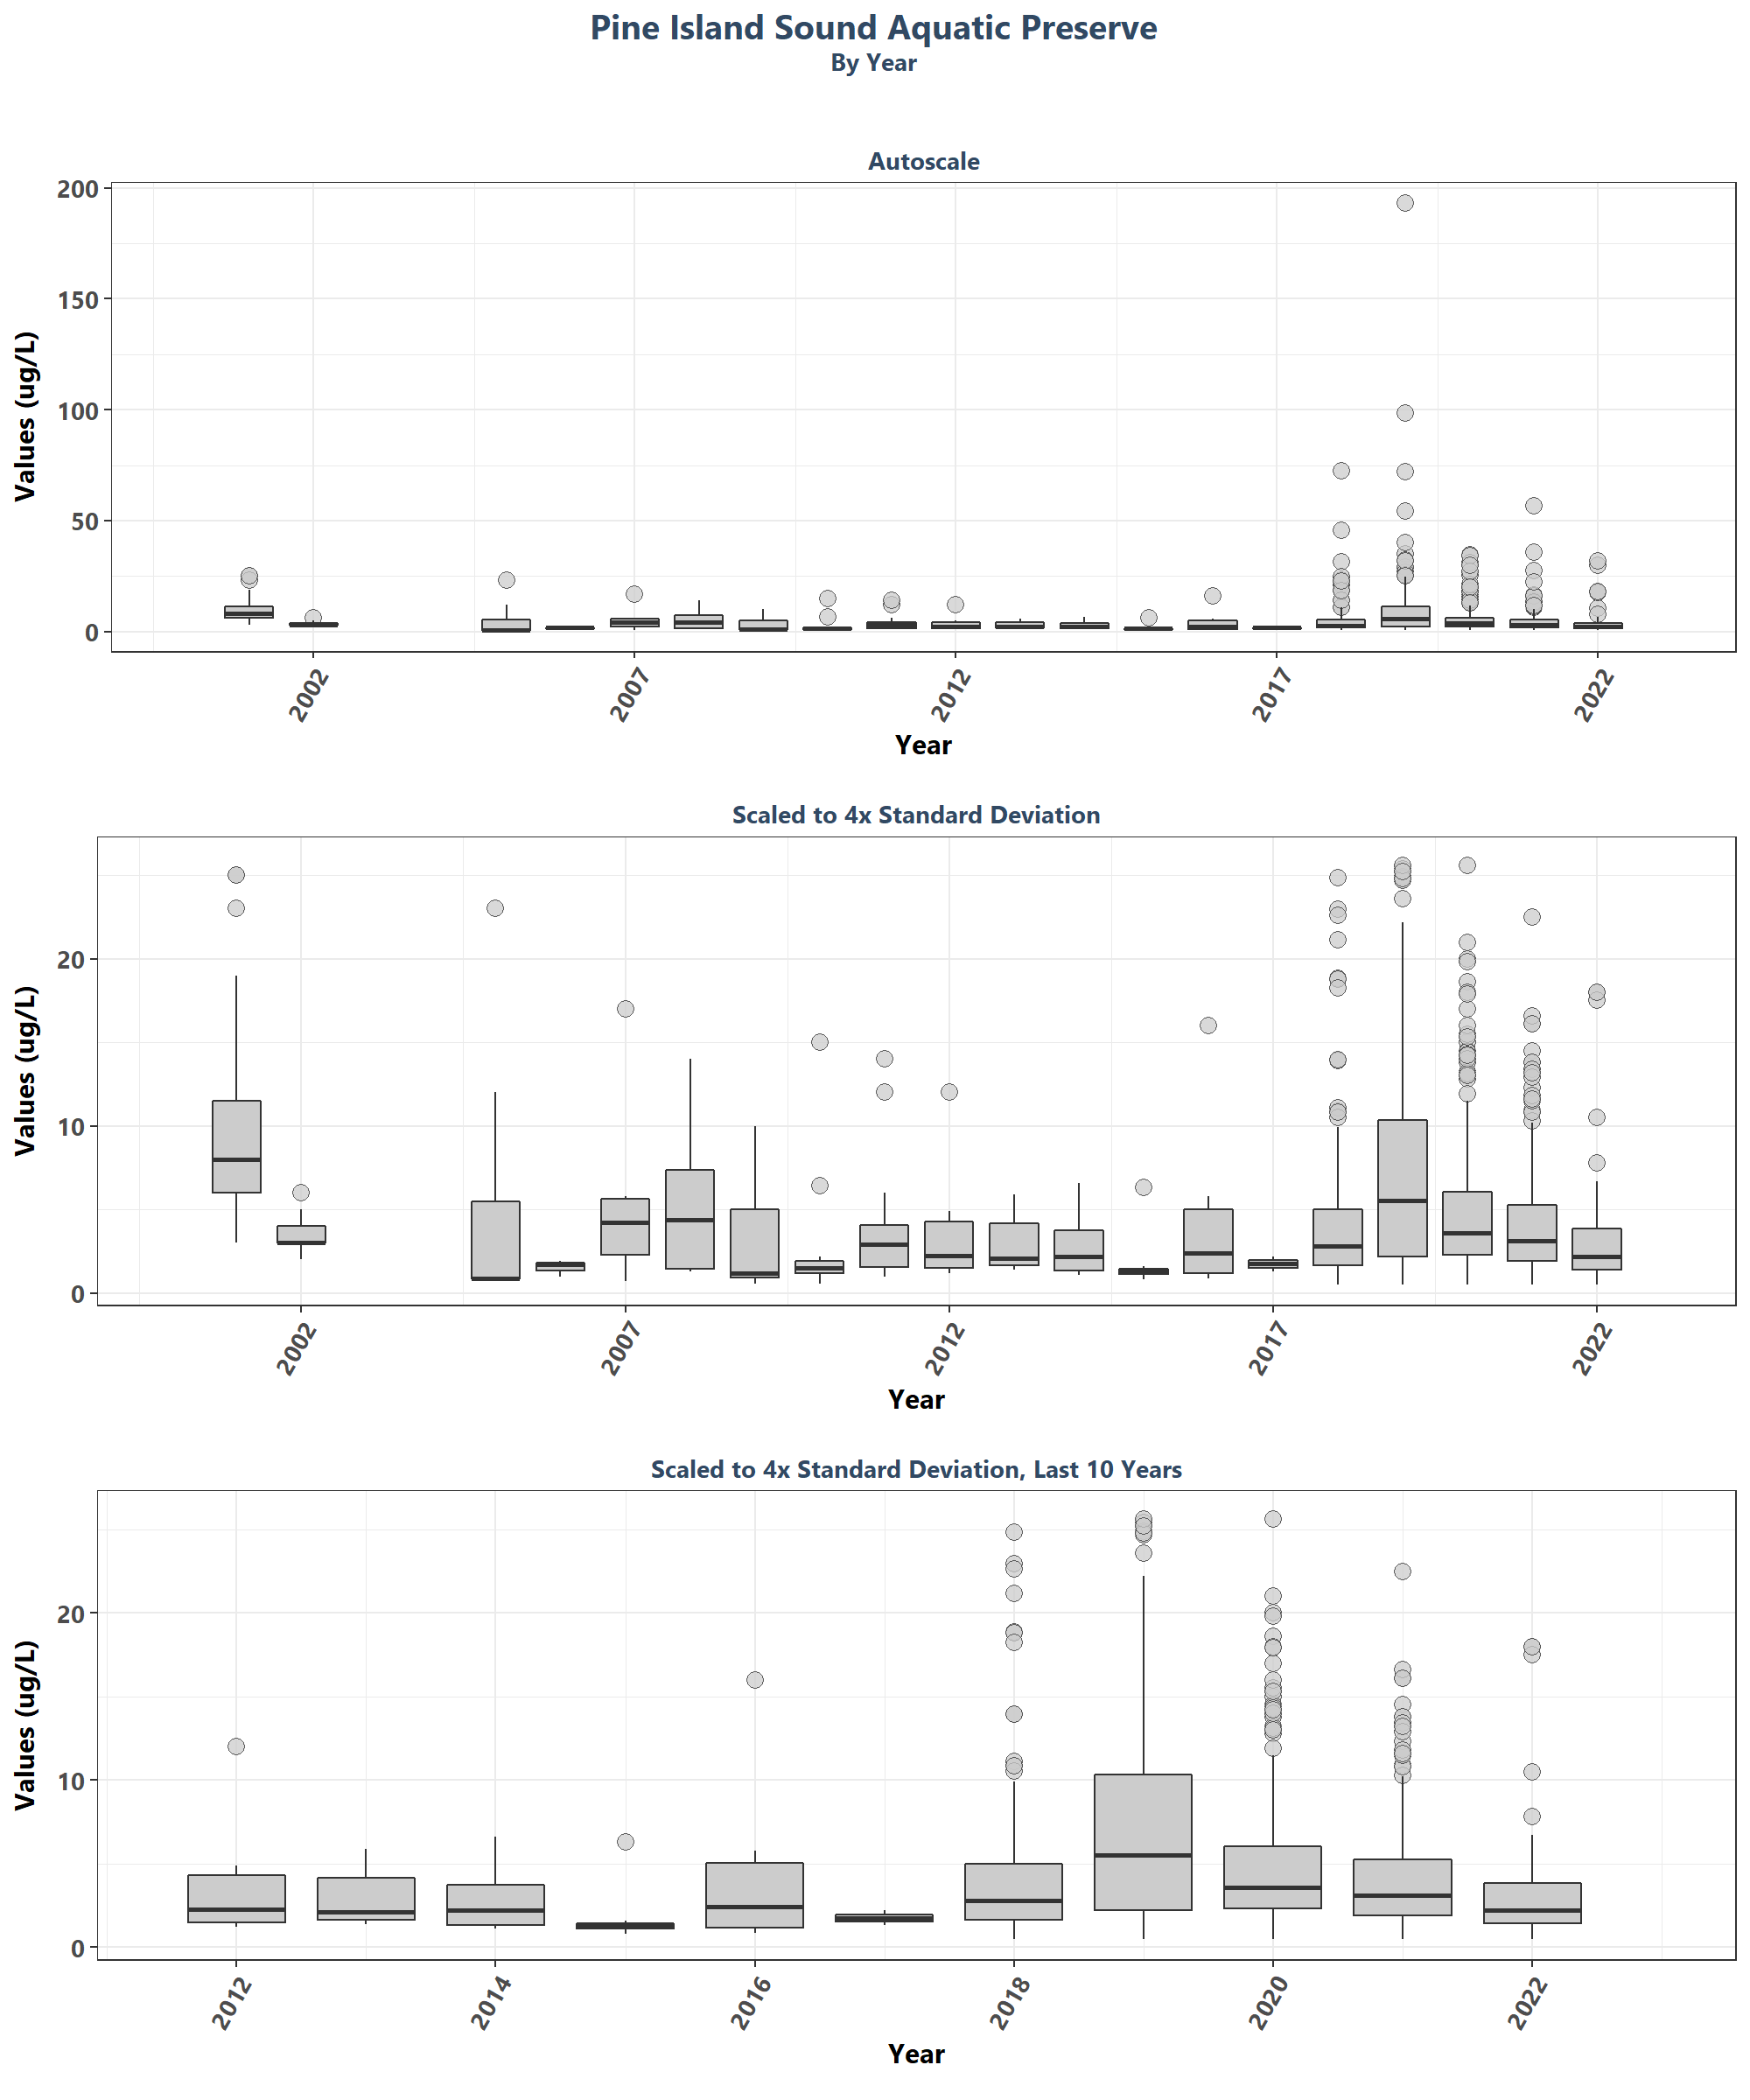 Pine Island Sound Aquatic Preserve
By Year
Autoscale
200
150
100
50
0
Values (ug/L)
2002
2007
2012
2017
2022
Year
Scaled to 4x Standard Deviation
20
10
0
Values (ug/L)
2002
2007
2012
2017
2022
Year
Scaled to 4x Standard Deviation, Last 10 Years
20
10
0
Values (ug/L)
2012
2014
2016
2018
2020
2022
Year